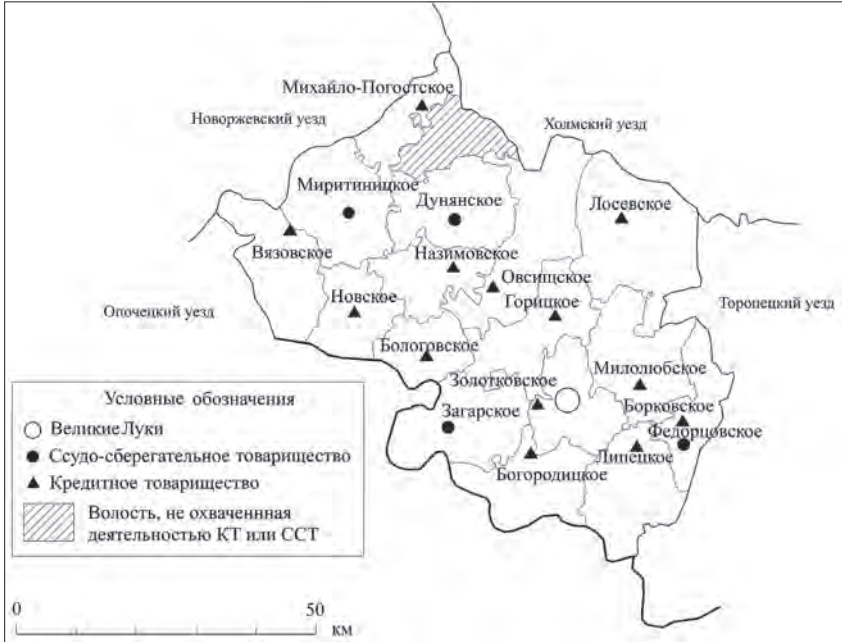 Михайло-Погостское
Новоржевский уезд
Холмский уезд
Миритиницкое
Дунянское
Лосевское
Вязовское
Назимовское
Овсищское
Новское
Горицкое
Опочецкий уезд
Торопецкий уезд
Бологовское
Милолюбское
Золотковское
Борковское
Загарское
Федорцовское
Липецкое
Богородицкое
Условные обозначения
Великие Луки
Ссудо-сберегательное товарищество
Кредитное товарищество
Волость, не охваченнная
деятельностью КТ или ССТ
0 50
км